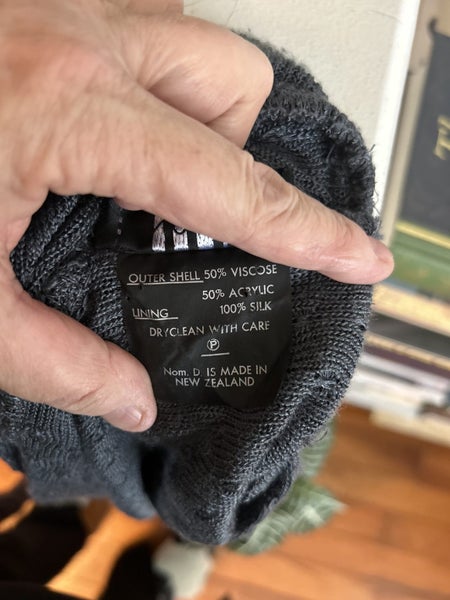 OUTER SHELL 50% VISCOSE
50% ACRYLIC
LINING 100% SILK
DRYCLEAN WITH CARE
P
Nom. D. IS MADE IN
NEW ZEALAND